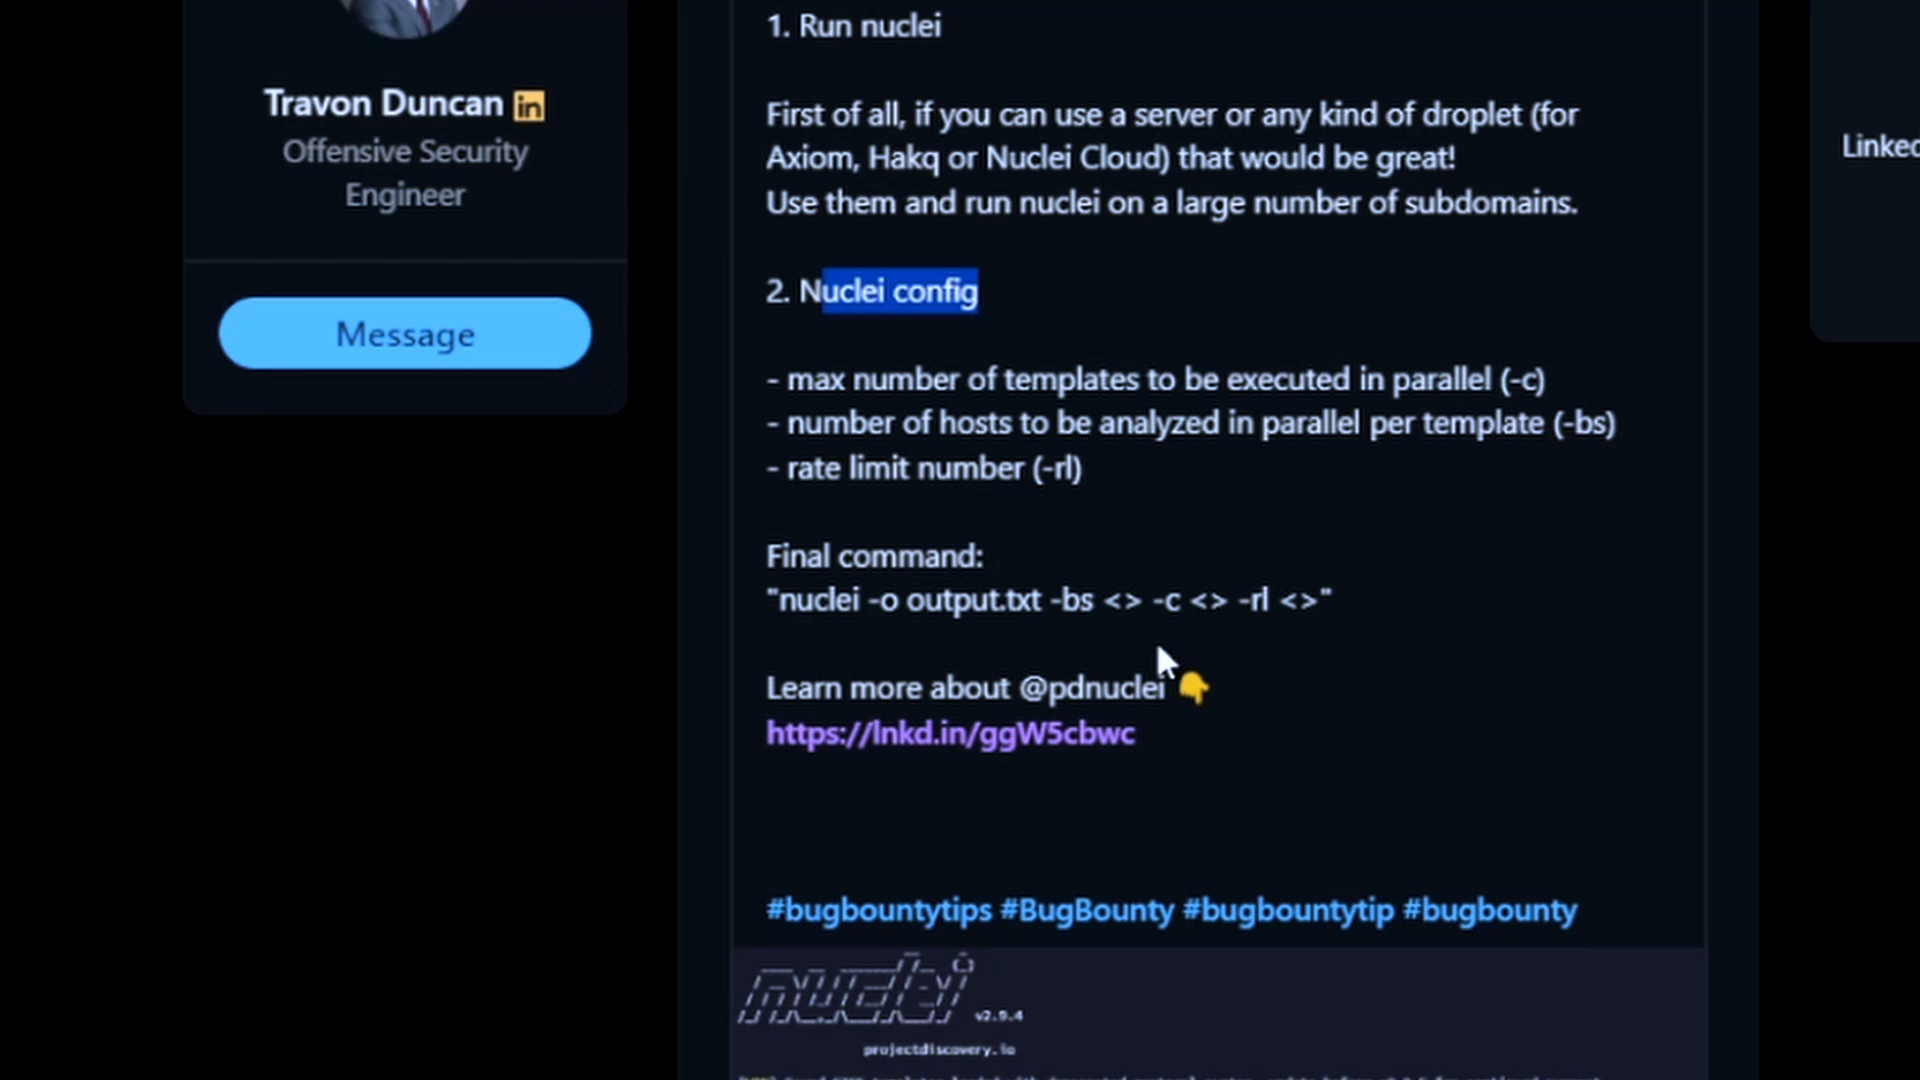 Travon Duncan in
Offensive Security
Engineer
Message
1. Run nuclei
First of all, if you can use a server or any kind of droplet (for
Axiom, Hakq or Nuclei Cloud) that would be great!
Use them and run nuclei on a large number of subdomains.
2. Nuclei config
- max number of templates to be executed in parallel (-c)
- number of hosts to be analyzed in parallel per template (-bs)
- rate limit number (-rl)
Final command:
"nuclei -o output.txt -bs <> -c <> -rl <>"
Learn more about @pdnuclei 👇
https://lnkd.in/ggW5cbwc
#bugbountytips #BugBounty #bugbountytip #bugbounty
nuclei v2.9.4
projectdiscovery.io